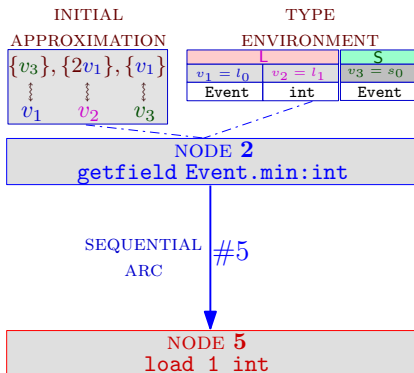 INITIAL APPROXIMATION
{v₃}, {2v₁}, {v₁}
v₁ v₂ v₃
TYPE ENVIRONMENT
L S
v₁ = l₀ v₂ = l₁ v₃ = s₀
Event int Event
NODE 2
getfield Event.min:int
SEQUENTIAL ARC
#5
NODE 5
load 1 int